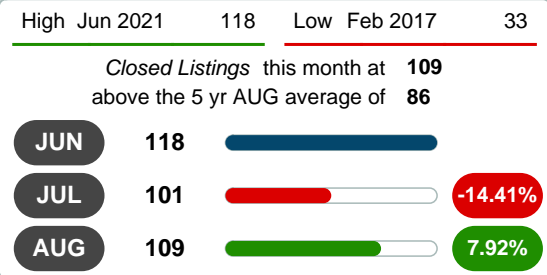 High Jun 2021 118 Low Feb 2017 33
Closed Listings this month at 109
above the 5 yr AUG average of 86
JUN 118
JUL 101 -14.41%
AUG 109 7.92%